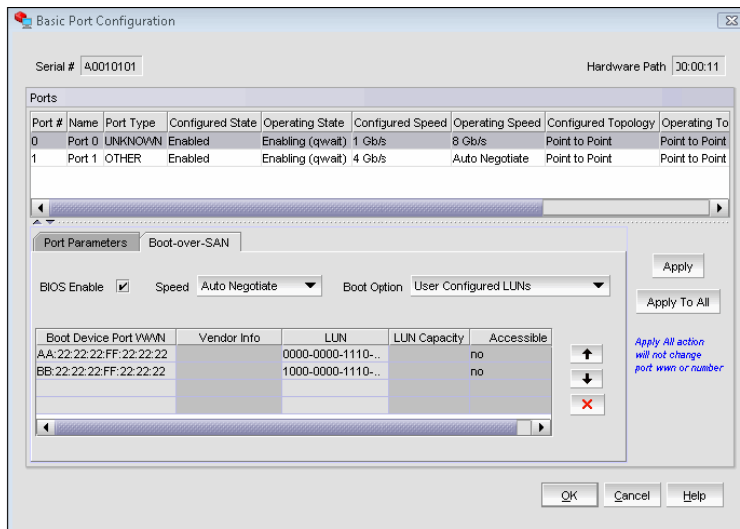 Basic Port Configuration
Serial # A0010101 Hardware Path 00:00:11
Ports
Port # Name Port Type Configured State Operating State Configured Speed Operating Speed Configured Topology Operating To
0 Port 0 UNKNOWN Enabled Enabling (qwait) 1 Gb/s 8 Gb/s Point to Point Point to Point
1 Port 1 OTHER Enabled Enabling (qwait) 4 Gb/s Auto Negotiate Point to Point Point to Point
Port Parameters Boot-over-SAN
BIOS Enable Speed Auto Negotiate Boot Option User Configured LUNs
Apply
Apply To All
Apply All action
will not change
port wwn or number
Boot Device Port WWN Vendor Info LUN LUN Capacity Accessible
AA:22:22:22:FF:22:22:22 0000-0000-1110-.. no
BB:22:22:22:FF:22:22:22 1000-0000-1110-.. no
OK Cancel Help